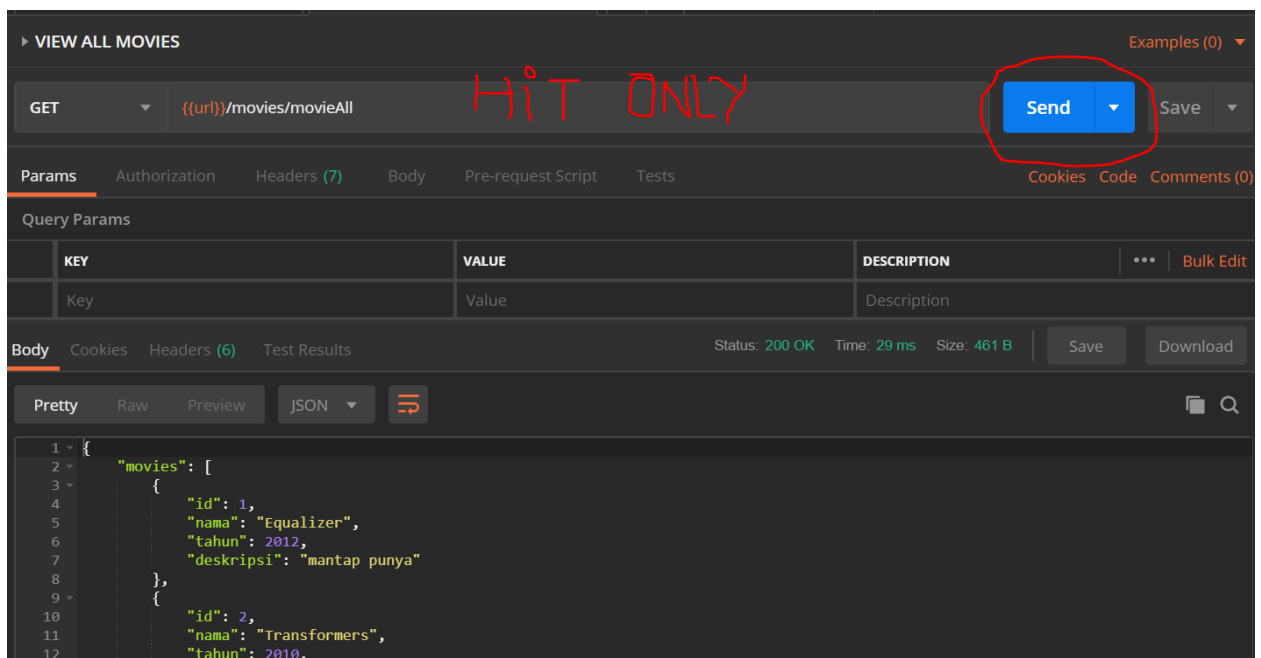 VIEW ALL MOVIES Examples (0)
GET {{url}}/movies/movieAll HiT ONLY Send Save
Params Authorization Headers (7) Body Pre-request Script Tests Cookies Code Comments (0)
Query Params
KEY VALUE DESCRIPTION ••• Bulk Edit
Key Value Description
Body Cookies Headers (6) Test Results Status: 200 OK Time: 29 ms Size: 461 B Save Download
Pretty Raw Preview JSON
1 {
2 "movies": [
3 {
4 "id": 1,
5 "nama": "Equalizer",
6 "tahun": 2012,
7 "deskripsi": "mantap punya"
8 },
9 {
10 "id": 2,
11 "nama": "Transformers",
12 "tahun": 2010,